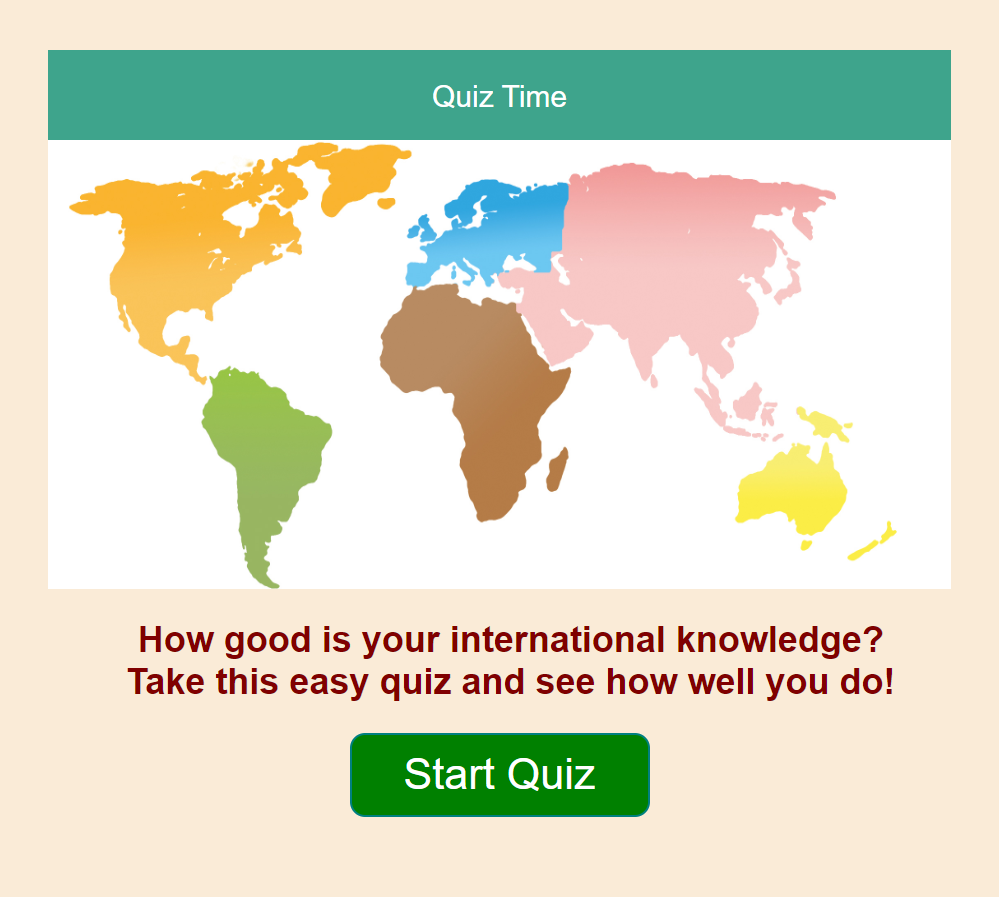 Quiz Time
How good is your international knowledge?
Take this easy quiz and see how well you do!
Start Quiz